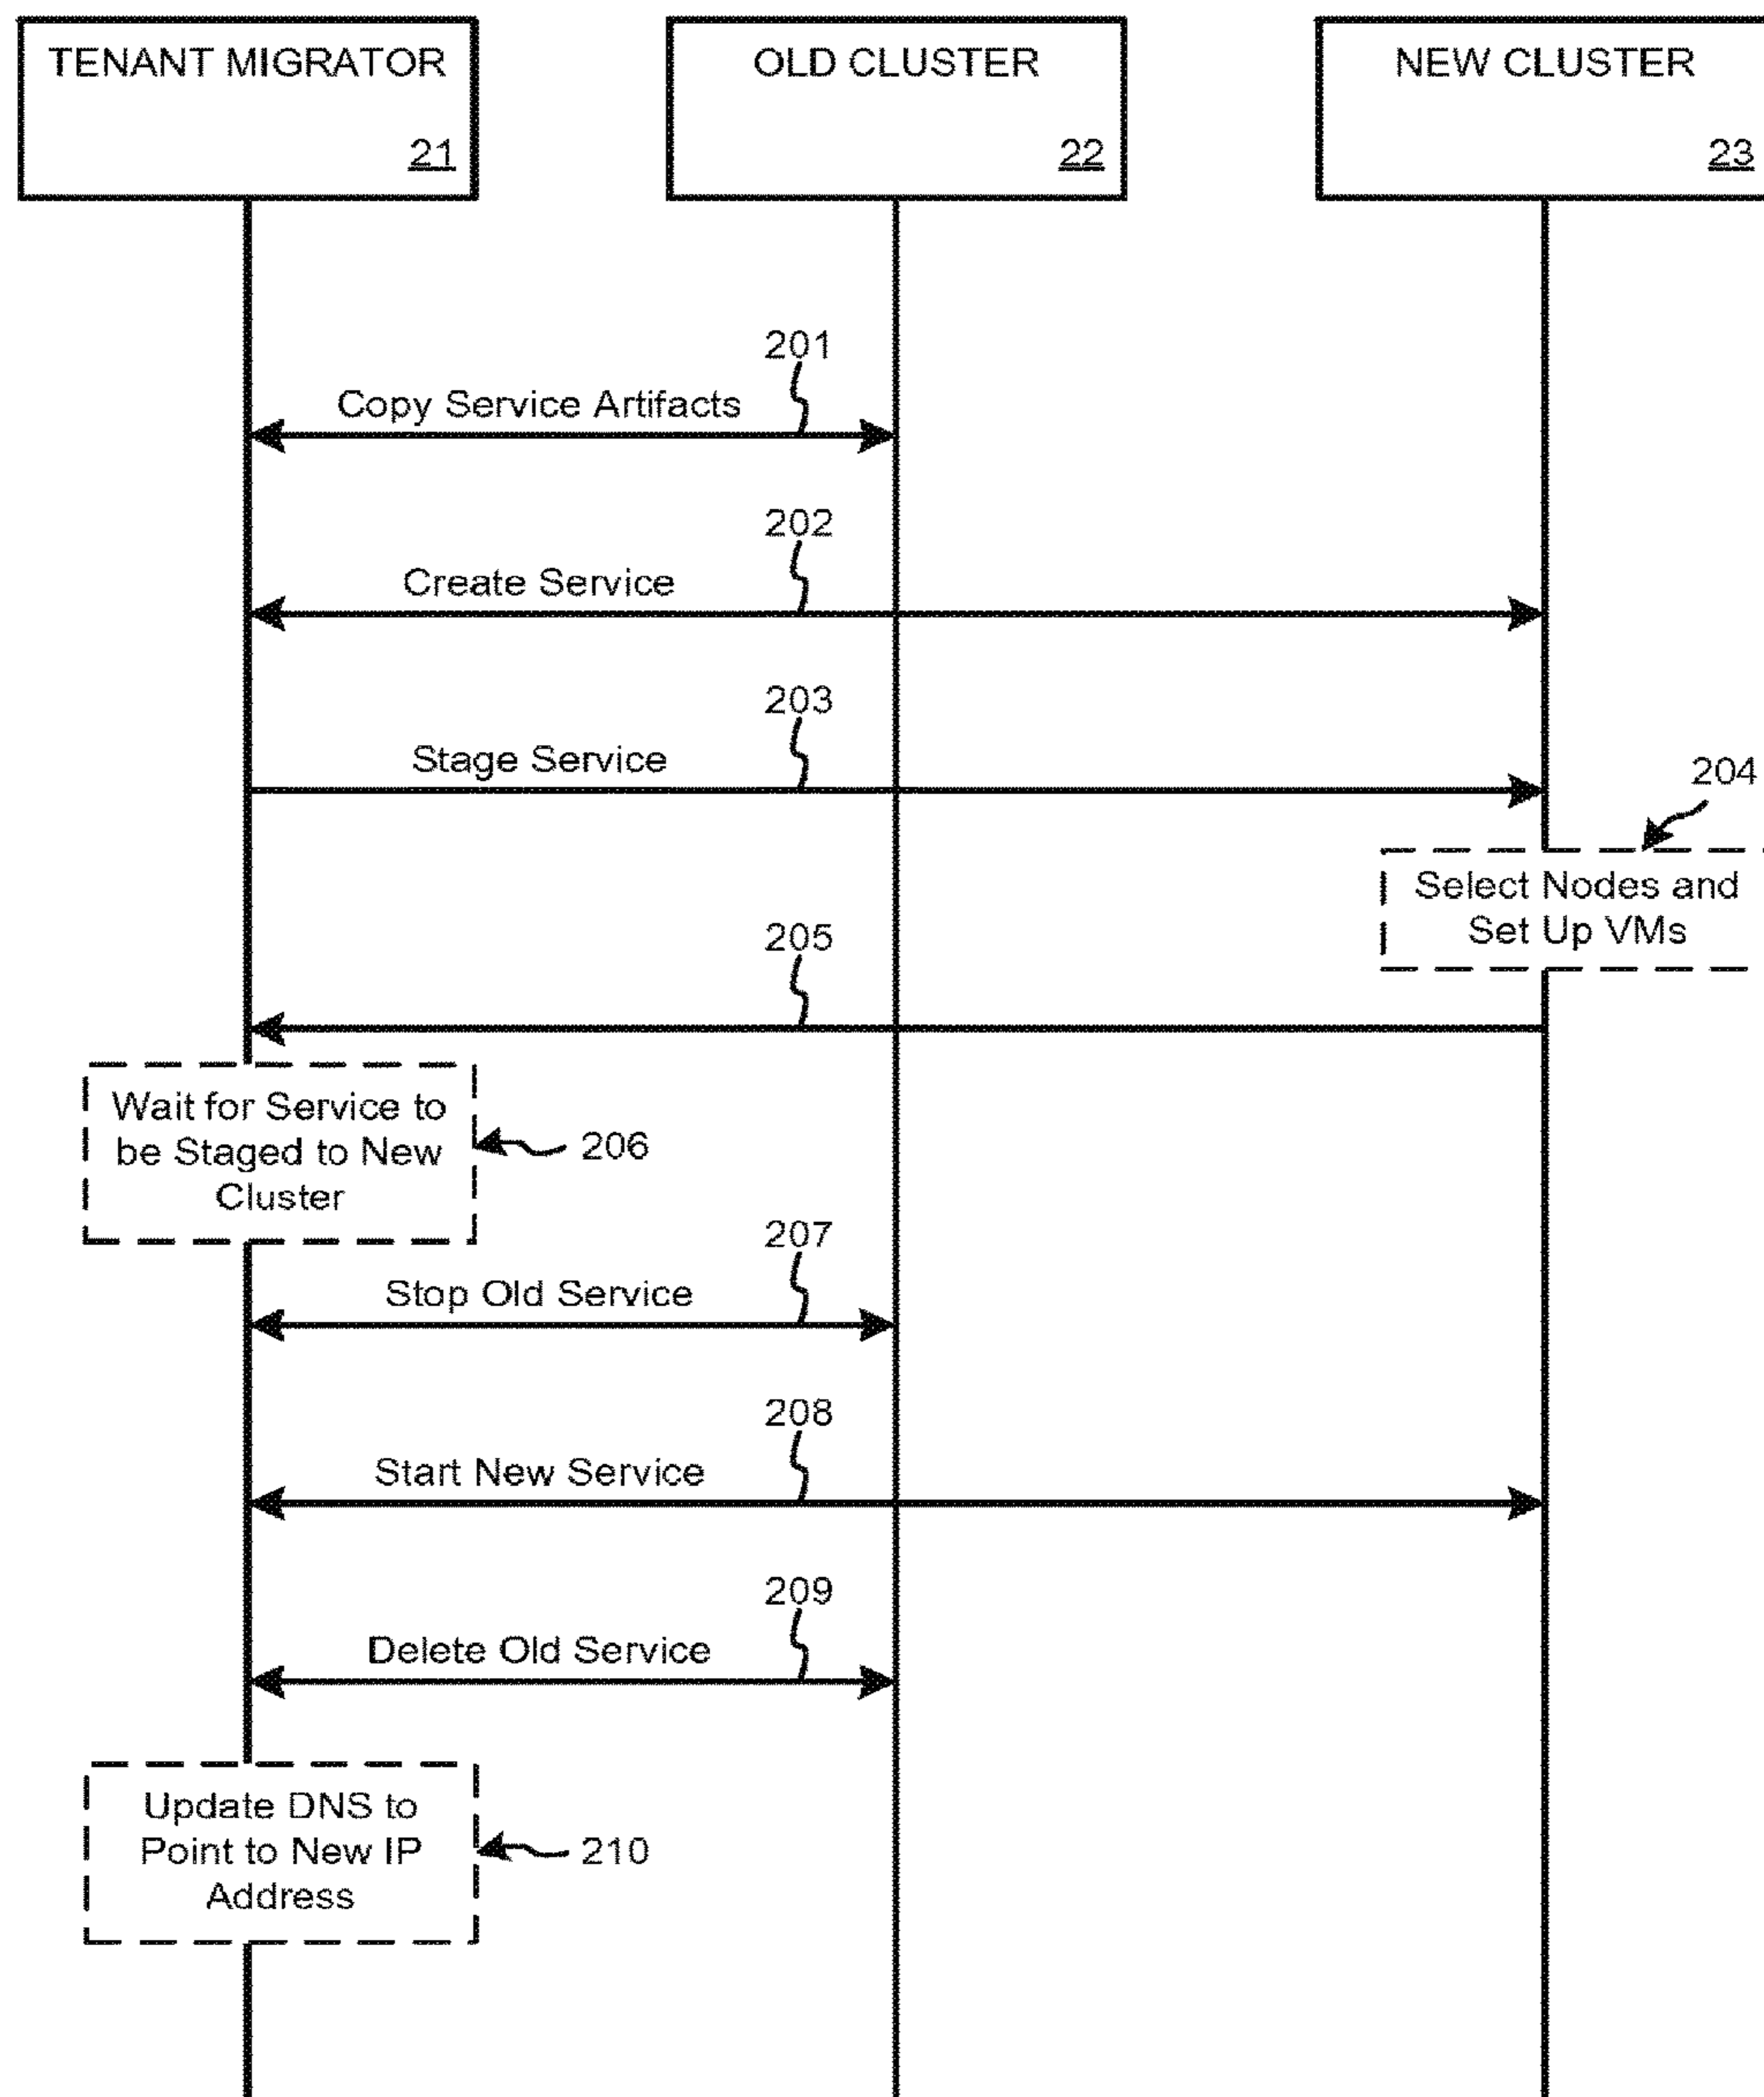 TENANT MIGRATOR
21
OLD CLUSTER
22
NEW CLUSTER
23
201
Copy Service Artifacts
202
Create Service
203
Stage Service
204
Select Nodes and
Set Up VMs
205
Wait for Service to
be Staged to New
Cluster
206
207
Stop Old Service
208
Start New Service
209
Delete Old Service
Update DNS to
Point to New IP
Address
210